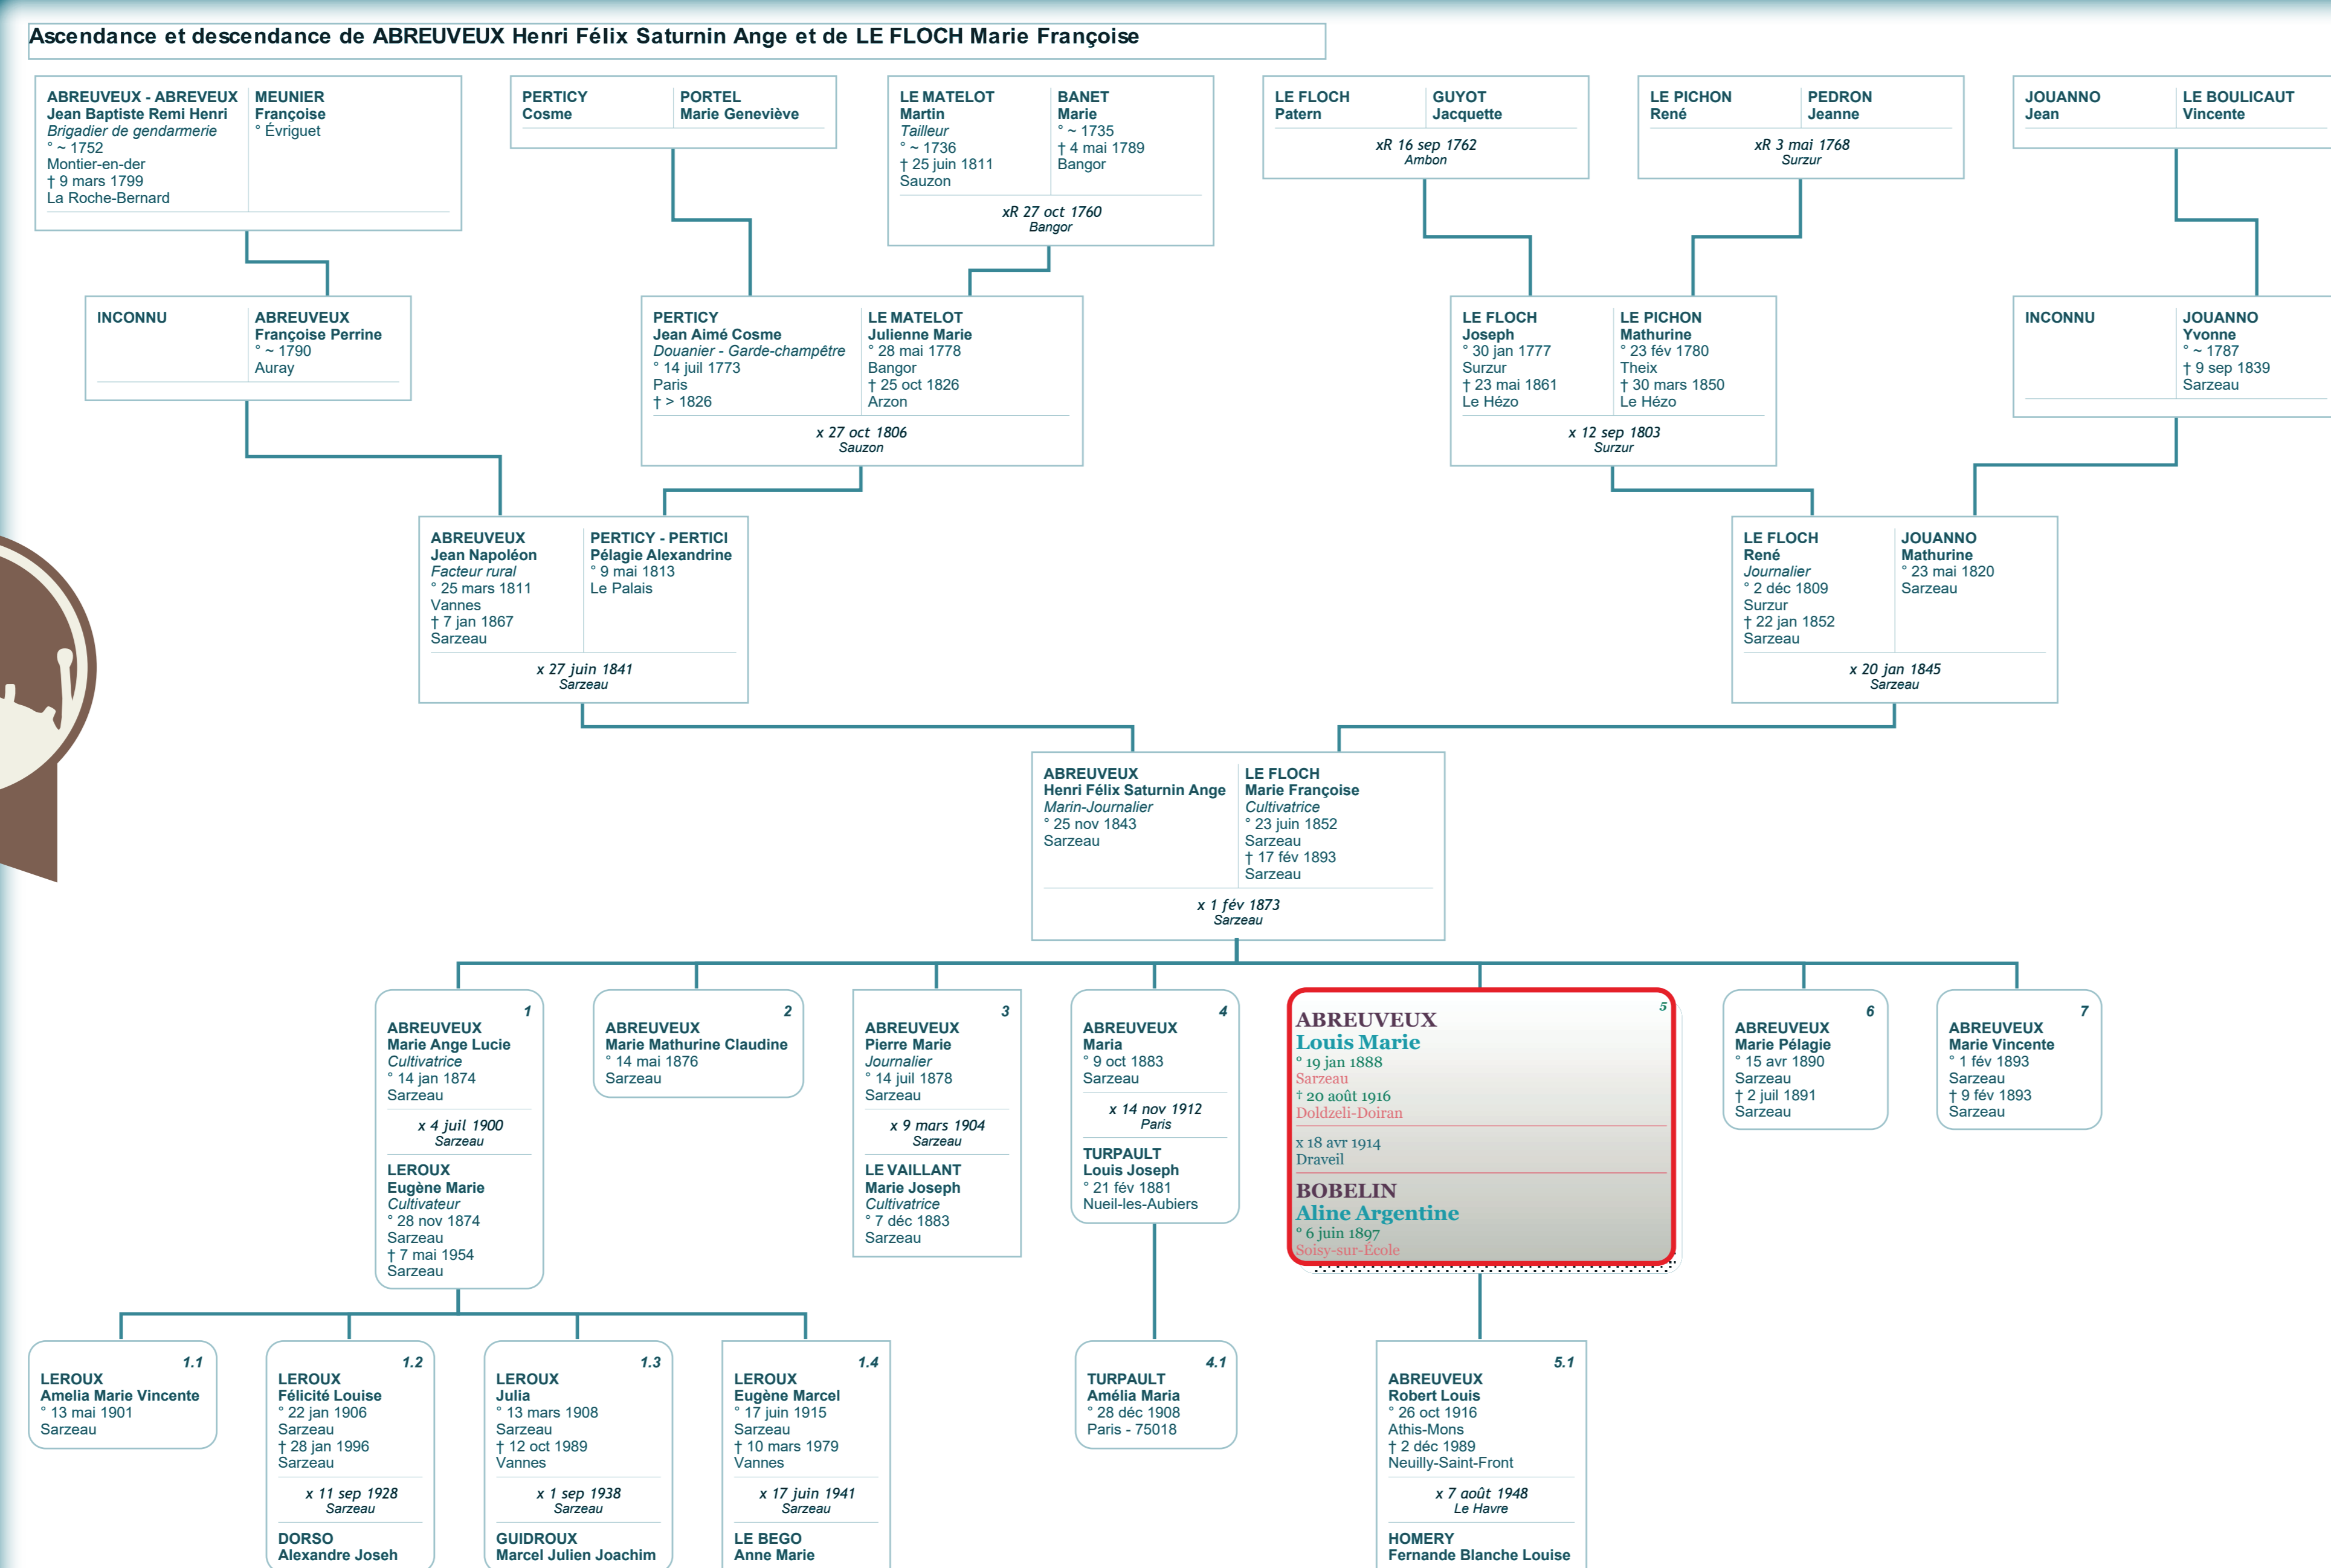 Ascendance et descendance de ABREUVEUX Henri Félix Saturnin Ange et de LE FLOCH Marie Françoise
ABREUVEUX - ABREVEUX
Jean Baptiste Remi Henri
Brigadier de gendarmerie
° ~ 1752
Montier-en-der
† 9 mars 1799
La Roche-Bernard
MEUNIER
Françoise
° Évriguet
PERTICY
Cosme
PORTEL
Marie Geneviève
LE MATELOT
Martin
Tailleur
° ~ 1736
† 25 juin 1811
Sauzon
BANET
Marie
° ~ 1735
† 4 mai 1789
Bangor
xR 27 oct 1760
Bangor
LE FLOCH
Patern
GUYOT
Jacquette
xR 16 sep 1762
Ambon
LE PICHON
René
PEDRON
Jeanne
xR 3 mai 1768
Surzur
JOUANNO
Jean
LE BOULICAUT
Vincente
INCONNU
ABREUVEUX
Françoise Perrine
° ~ 1790
Auray
PERTICY
Jean Aimé Cosme
Douanier - Garde-champêtre
° 14 juil 1773
Paris
† > 1826
LE MATELOT
Julienne Marie
° 28 mai 1778
Bangor
† 25 oct 1826
Arzon
x 27 oct 1806
Sauzon
LE FLOCH
Joseph
° 30 jan 1777
Surzur
† 23 mai 1861
Le Hézo
LE PICHON
Mathurine
° 23 fév 1780
Theix
† 30 mars 1850
Le Hézo
x 12 sep 1803
Surzur
INCONNU
JOUANNO
Yvonne
° ~ 1787
† 9 sep 1839
Sarzeau
ABREUVEUX
Jean Napoléon
Facteur rural
° 25 mars 1811
Vannes
† 7 jan 1867
Sarzeau
PERTICY - PERTICI
Pélagie Alexandrine
° 9 mai 1813
Le Palais
x 27 juin 1841
Sarzeau
LE FLOCH
René
Journalier
° 2 déc 1809
Surzur
† 22 jan 1852
Sarzeau
JOUANNO
Mathurine
° 23 mai 1820
Sarzeau
x 20 jan 1845
Sarzeau
ABREUVEUX
Henri Félix Saturnin Ange
Marin-Journalier
° 25 nov 1843
Sarzeau
LE FLOCH
Marie Françoise
Cultivatrice
° 23 juin 1852
Sarzeau
† 17 fév 1893
Sarzeau
x 1 fév 1873
Sarzeau
1
ABREUVEUX
Marie Ange Lucie
Cultivatrice
° 14 jan 1874
Sarzeau
x 4 juil 1900
Sarzeau
LEROUX
Eugène Marie
Cultivateur
° 28 nov 1874
Sarzeau
† 7 mai 1954
Sarzeau
2
ABREUVEUX
Marie Mathurine Claudine
° 14 mai 1876
Sarzeau
3
ABREUVEUX
Pierre Marie
Journalier
° 14 juil 1878
Sarzeau
x 9 mars 1904
Sarzeau
LE VAILLANT
Marie Joseph
Cultivatrice
° 7 déc 1883
Sarzeau
4
ABREUVEUX
Maria
° 9 oct 1883
Sarzeau
x 14 nov 1912
Paris
TURPAULT
Louis Joseph
° 21 fév 1881
Nueil-les-Aubiers
5
ABREUVEUX
Louis Marie
° 19 jan 1888
Sarzeau
† 20 août 1916
Doldzeli-Doiran
x 18 avr 1914
Draveil
BOBELIN
Aline Argentine
° 6 juin 1897
Soisy-sur-École
6
ABREUVEUX
Marie Pélagie
° 15 avr 1890
Sarzeau
† 2 juil 1891
Sarzeau
7
ABREUVEUX
Marie Vincente
° 1 fév 1893
Sarzeau
† 9 fév 1893
Sarzeau
1.1
LEROUX
Amelia Marie Vincente
° 13 mai 1901
Sarzeau
1.2
LEROUX
Félicité Louise
° 22 jan 1906
Sarzeau
† 28 jan 1996
Sarzeau
x 11 sep 1928
Sarzeau
DORSO
Alexandre Joseh
1.3
LEROUX
Julia
° 13 mars 1908
Sarzeau
† 12 oct 1989
Vannes
x 1 sep 1938
Sarzeau
GUIDROUX
Marcel Julien Joachim
1.4
LEROUX
Eugène Marcel
° 17 juin 1915
Sarzeau
† 10 mars 1979
Vannes
x 17 juin 1941
Sarzeau
LE BEGO
Anne Marie
4.1
TURPAULT
Amélia Maria
° 28 déc 1908
Paris - 75018
5.1
ABREUVEUX
Robert Louis
° 26 oct 1916
Athis-Mons
† 2 déc 1989
Neuilly-Saint-Front
x 7 août 1948
Le Havre
HOMERY
Fernande Blanche Louise